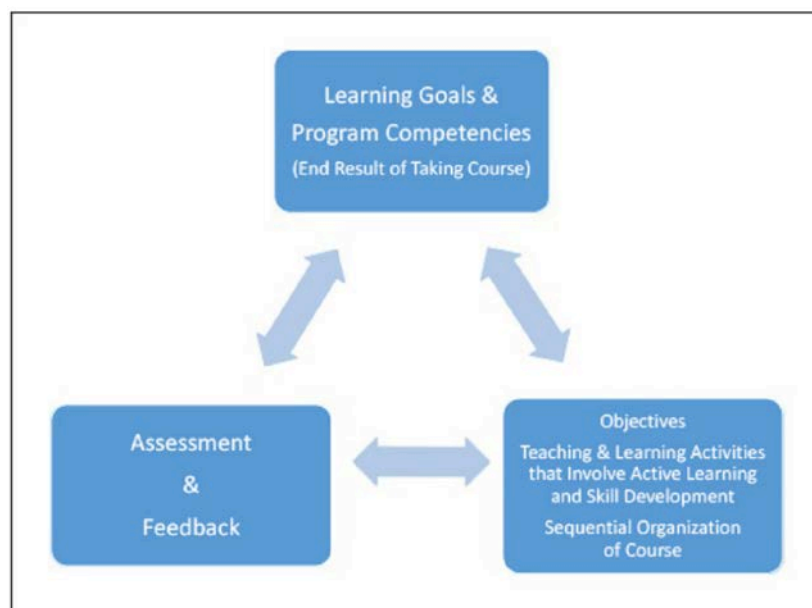 Learning Goals &
Program Competencies
(End Result of Taking Course)
Assessment
&
Feedback
Objectives
Teaching & Learning Activities
that Involve Active Learning
and Skill Development
Sequential Organization
of Course